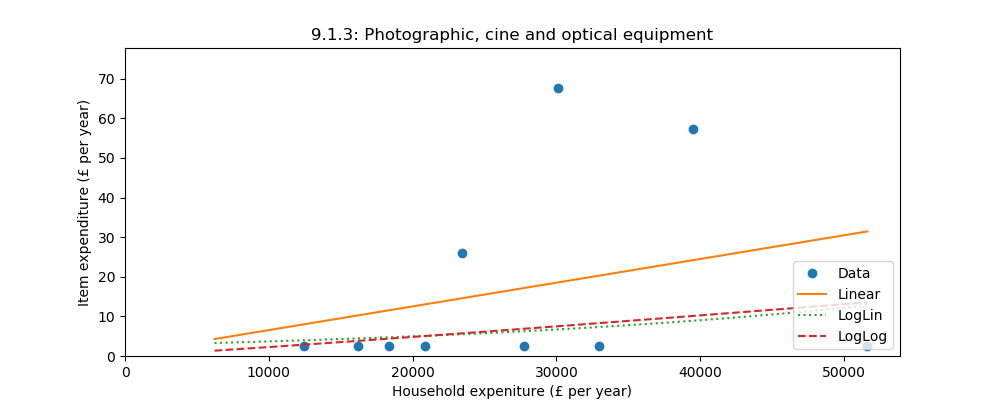 9.1.3: Photographic, cine and optical equipment
Item expenditure (£ per year)
70
60
50
40
30
20
10
0
0 10000 20000 30000 40000 50000
Household expeniture (£ per year)
Data
Linear
LogLin
LogLog